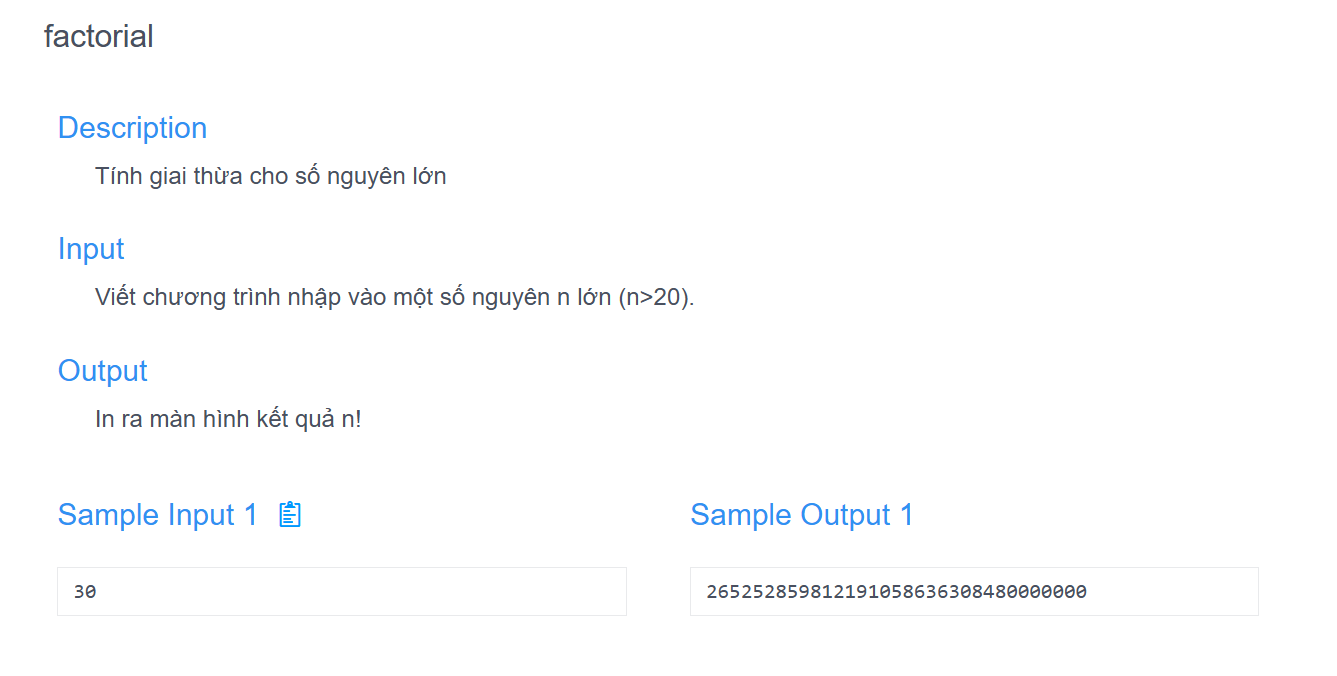 factorial
Description
Tính giai thừa cho số nguyên lớn
Input
Viết chương trình nhập vào một số nguyên n lớn (n>20).
Output
In ra màn hình kết quả n!
Sample Input 1
Sample Output 1
30
265252859812191058636308480000000